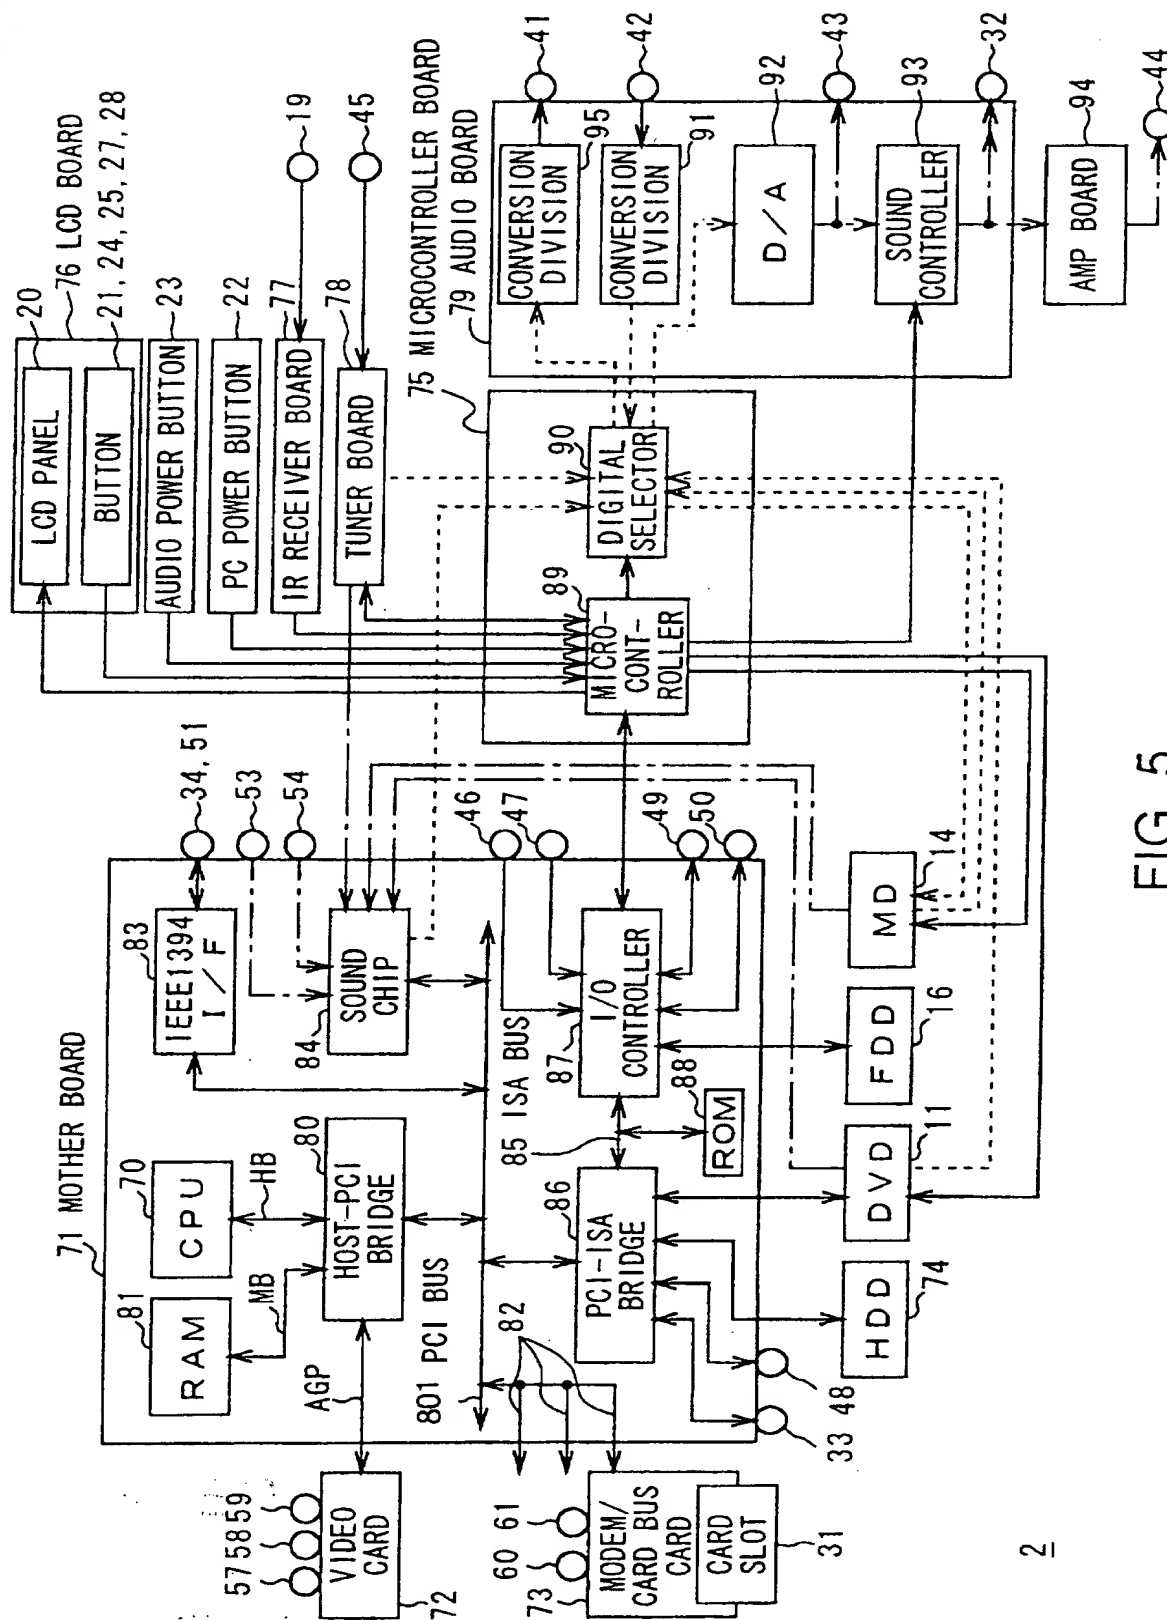 57 58 59
VIDEO
CARD
72
60 61
73
MODEM/
CARD BUS
CARD
CARD
SLOT
31
71 MOTHER BOARD
81
RAM
MB
AGP
70
CPU
HB
80
HOST-PCI
BRIDGE
801 PCI BUS
82
83
IEEE1394
I/F
84
SOUND
CHIP
85 ISA BUS
86
PCI-ISA
BRIDGE
87
I/O
CONTROLLER
85
88
ROM
33
48
34, 51
53
54
46
47
49
50
HDD
74
DVD
11
FDD
16
MD
14
76 LCD BOARD
20
LCD PANEL
21, 24, 25, 27, 28
BUTTON
23
AUDIO POWER BUTTON
22
PC POWER BUTTON
77
IR RECEIVER BOARD
78
TUNER BOARD
19
45
75 MICROCONTROLLER BOARD
89
MICRO-
CONT-
ROLLER
90
DIGITAL
SELECTOR
79 AUDIO BOARD
CONVERSION
DIVISION
95
CONVERSION
DIVISION
91
D/A
92
SOUND
CONTROLLER
93
AMP BOARD
94
41
42
43
32
44
2
FIG. 5